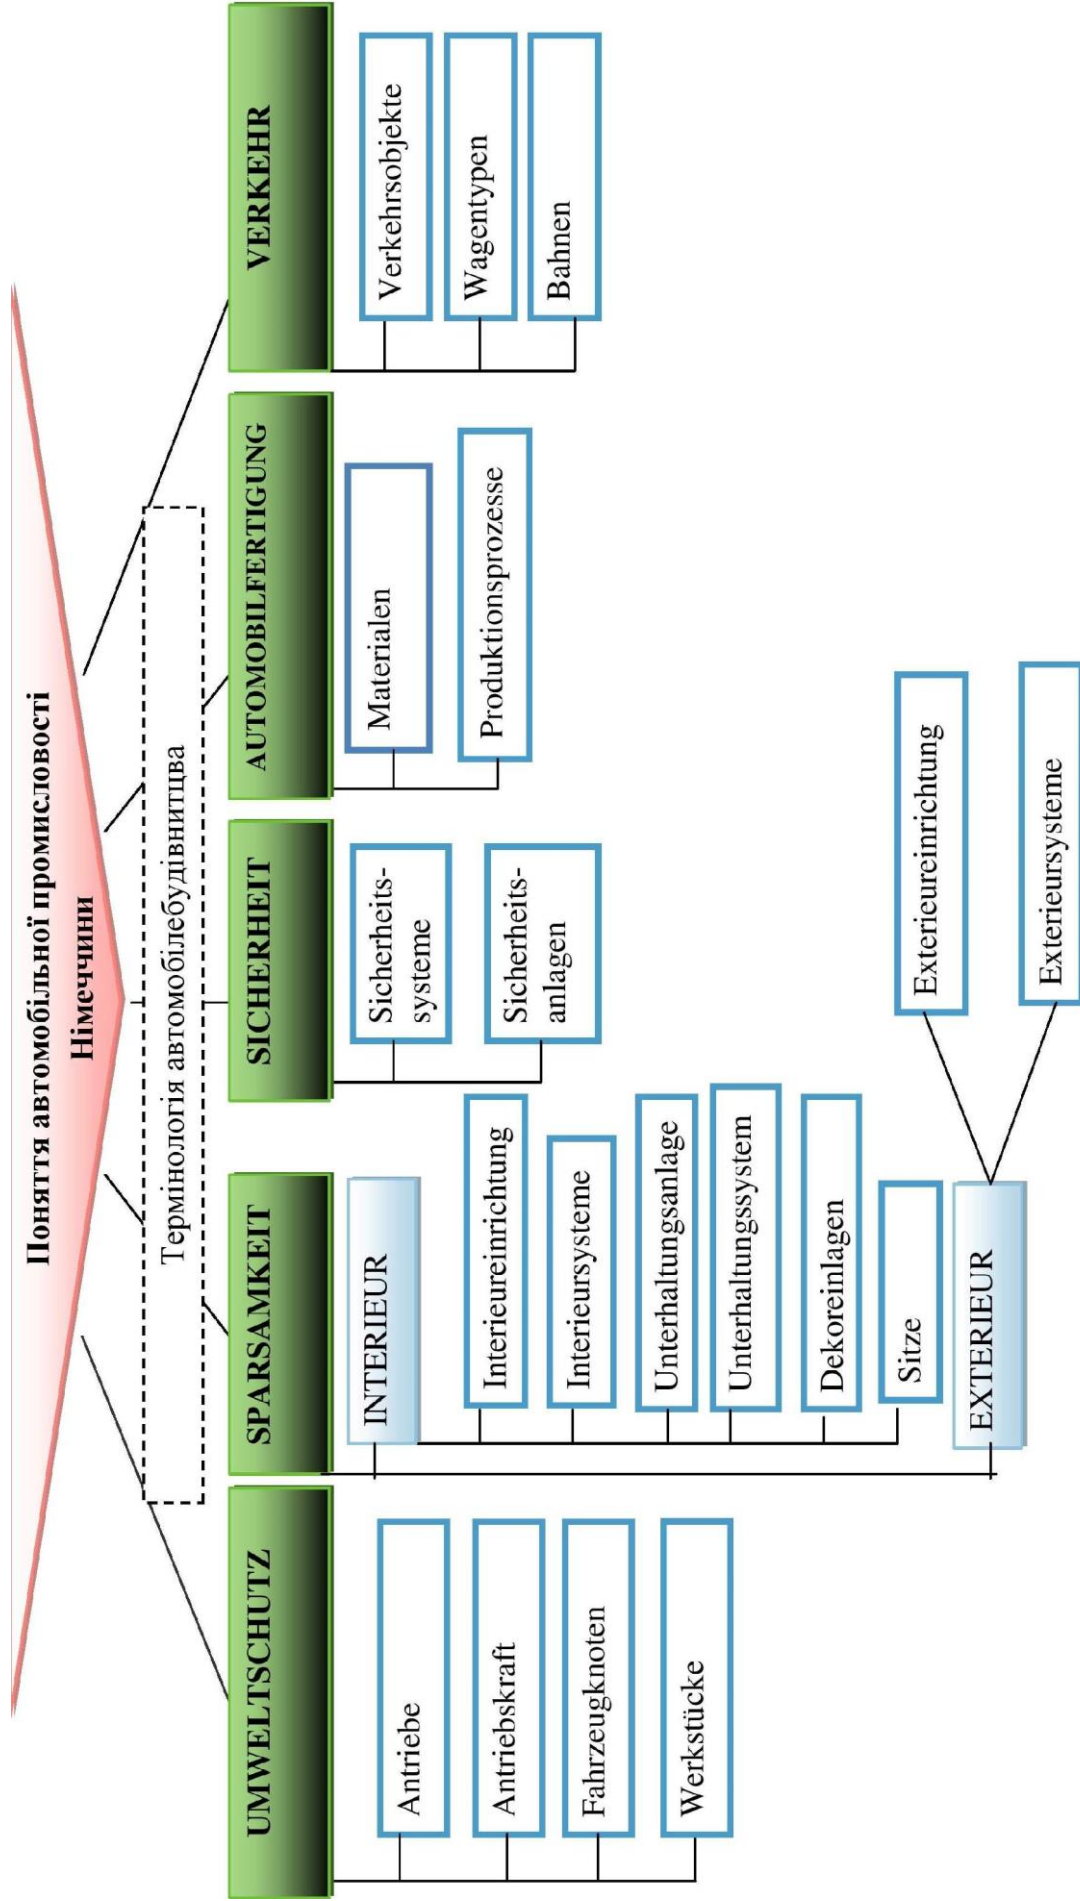 Поняття автомобільної промисловості
Німеччини
Термінологія автомобілебудівнитцва
UMWELTSCHUTZ
Antriebe
Antriebskraft
Fahrzeugknoten
Werkstücke
SPARSAMKEIT
INTERIEUR
Interieureinrichtung
Interieursysteme
Unterhaltungsanlage
Unterhaltungssystem
Dekoreinlagen
Sitze
EXTERIEUR
Exterieureinrichtung
Exterieursysteme
SICHERHEIT
Sicherheits-
systeme
Sicherheits-
anlagen
AUTOMOBILFERTIGUNG
Materialen
Produktionsprozesse
VERKEHR
Verkehrsobjekte
Wagentypen
Bahnen